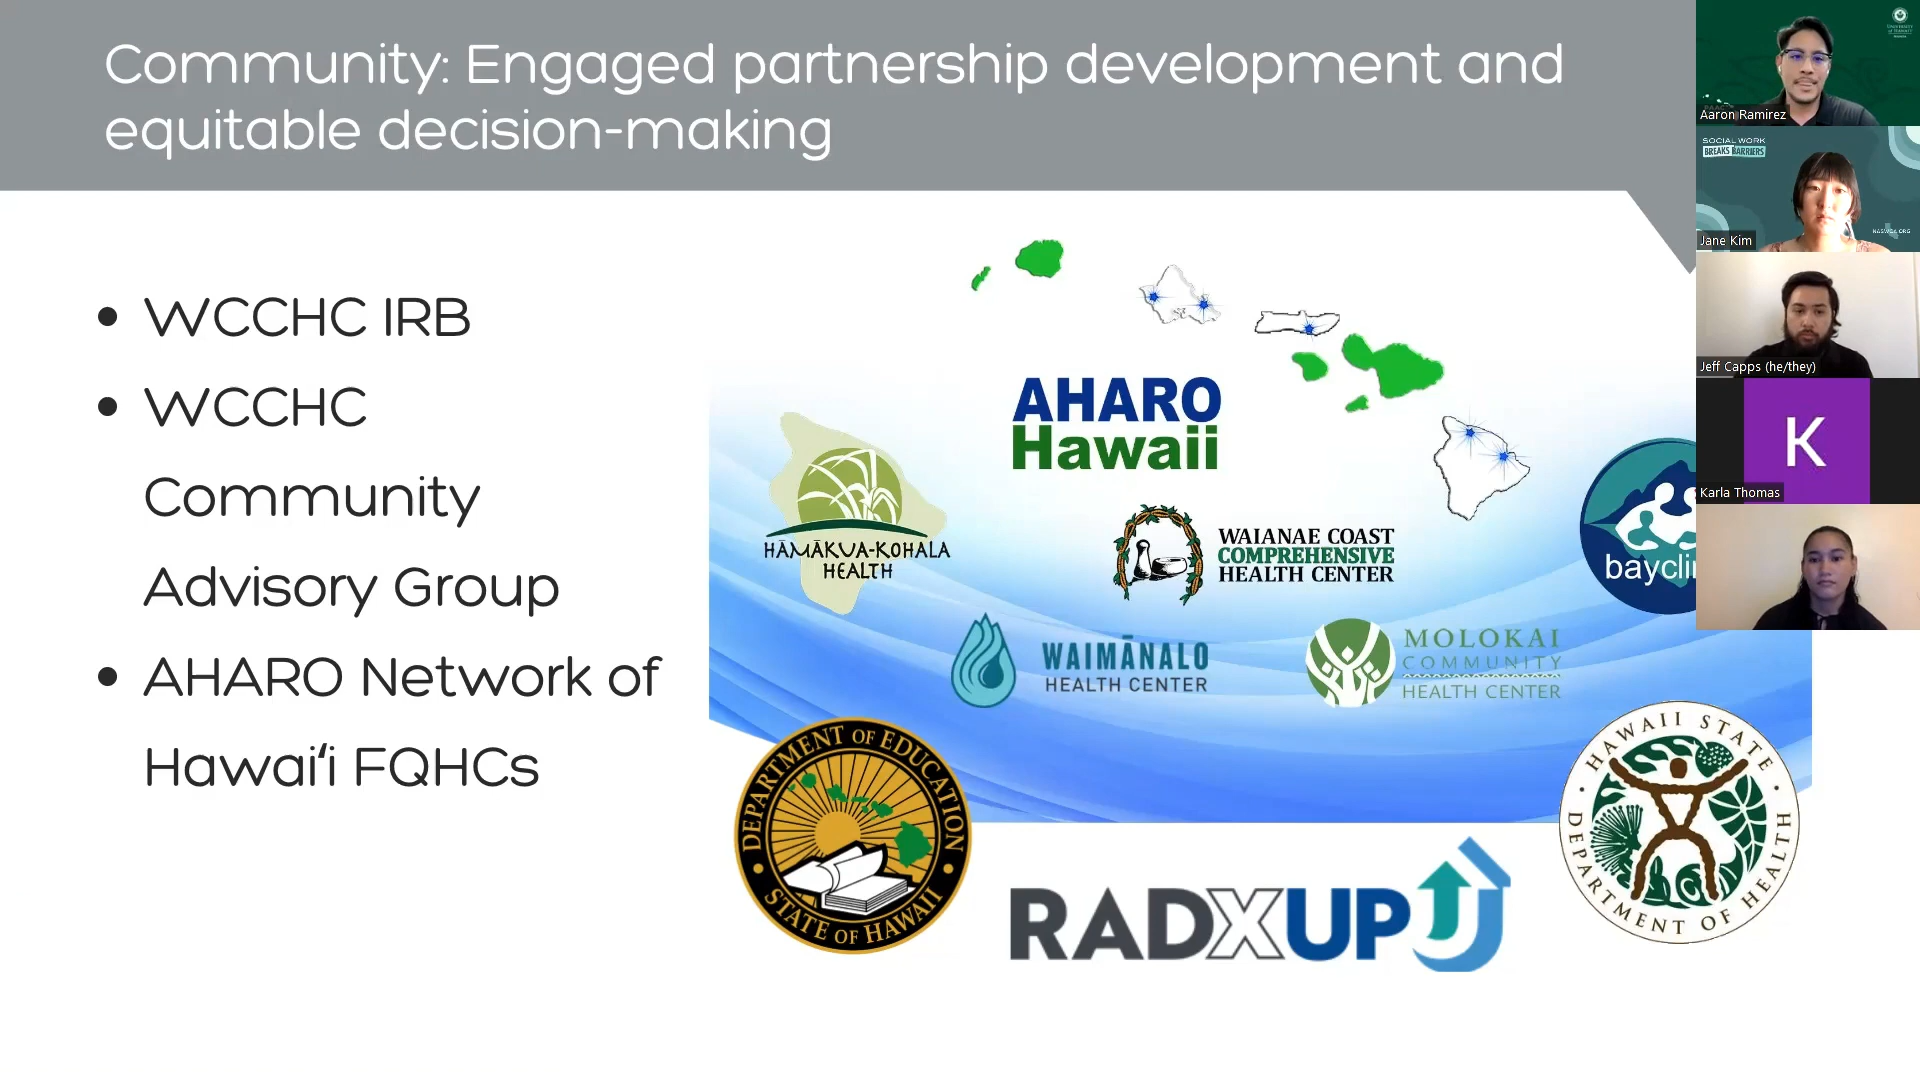 Community: Engaged partnership development and
equitable decision-making
• WCCHC IRB
• WCCHC
Community
Advisory Group
• AHARO Network of
Hawaiʻi FQHCs
AHARO
Hawaii
HĀMĀKUA-KOHALA
HEALTH
WAIANAE COAST
COMPREHENSIVE
HEALTH CENTER
WAIMĀNALO
HEALTH CENTER
MOLOKAI
COMMUNITY
HEALTH CENTER
DEPARTMENT OF EDUCATION
STATE OF HAWAII
RADXUP
HAWAII STATE
DEPARTMENT OF HEALTH
Aaron Ramirez
SOCIAL WORK
BREAKS BARRIERS
NASWCA.ORG
Jane Kim
Jeff Capps (he/they)
K
Karla Thomas